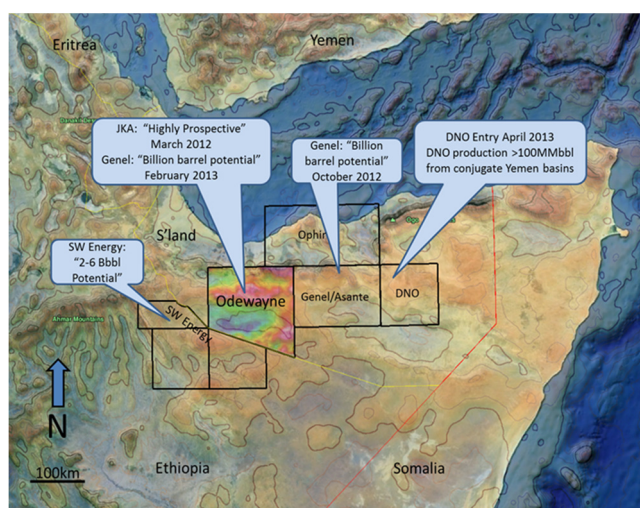 Eritrea
Yemen
JKA: “Highly Prospective”
March 2012
Genel: “Billion barrel potential”
February 2013
Genel: “Billion
barrel potential”
October 2012
DNO Entry April 2013
DNO production >100MMbbl
from conjugate Yemen basins
S'land
Ophir
SW Energy:
“2-6 Bbbl
Potential”
Odewayne
Genel/Asante
DNO
SW Energy
Ahmar Mountains
N
100km
Ethiopia
Somalia